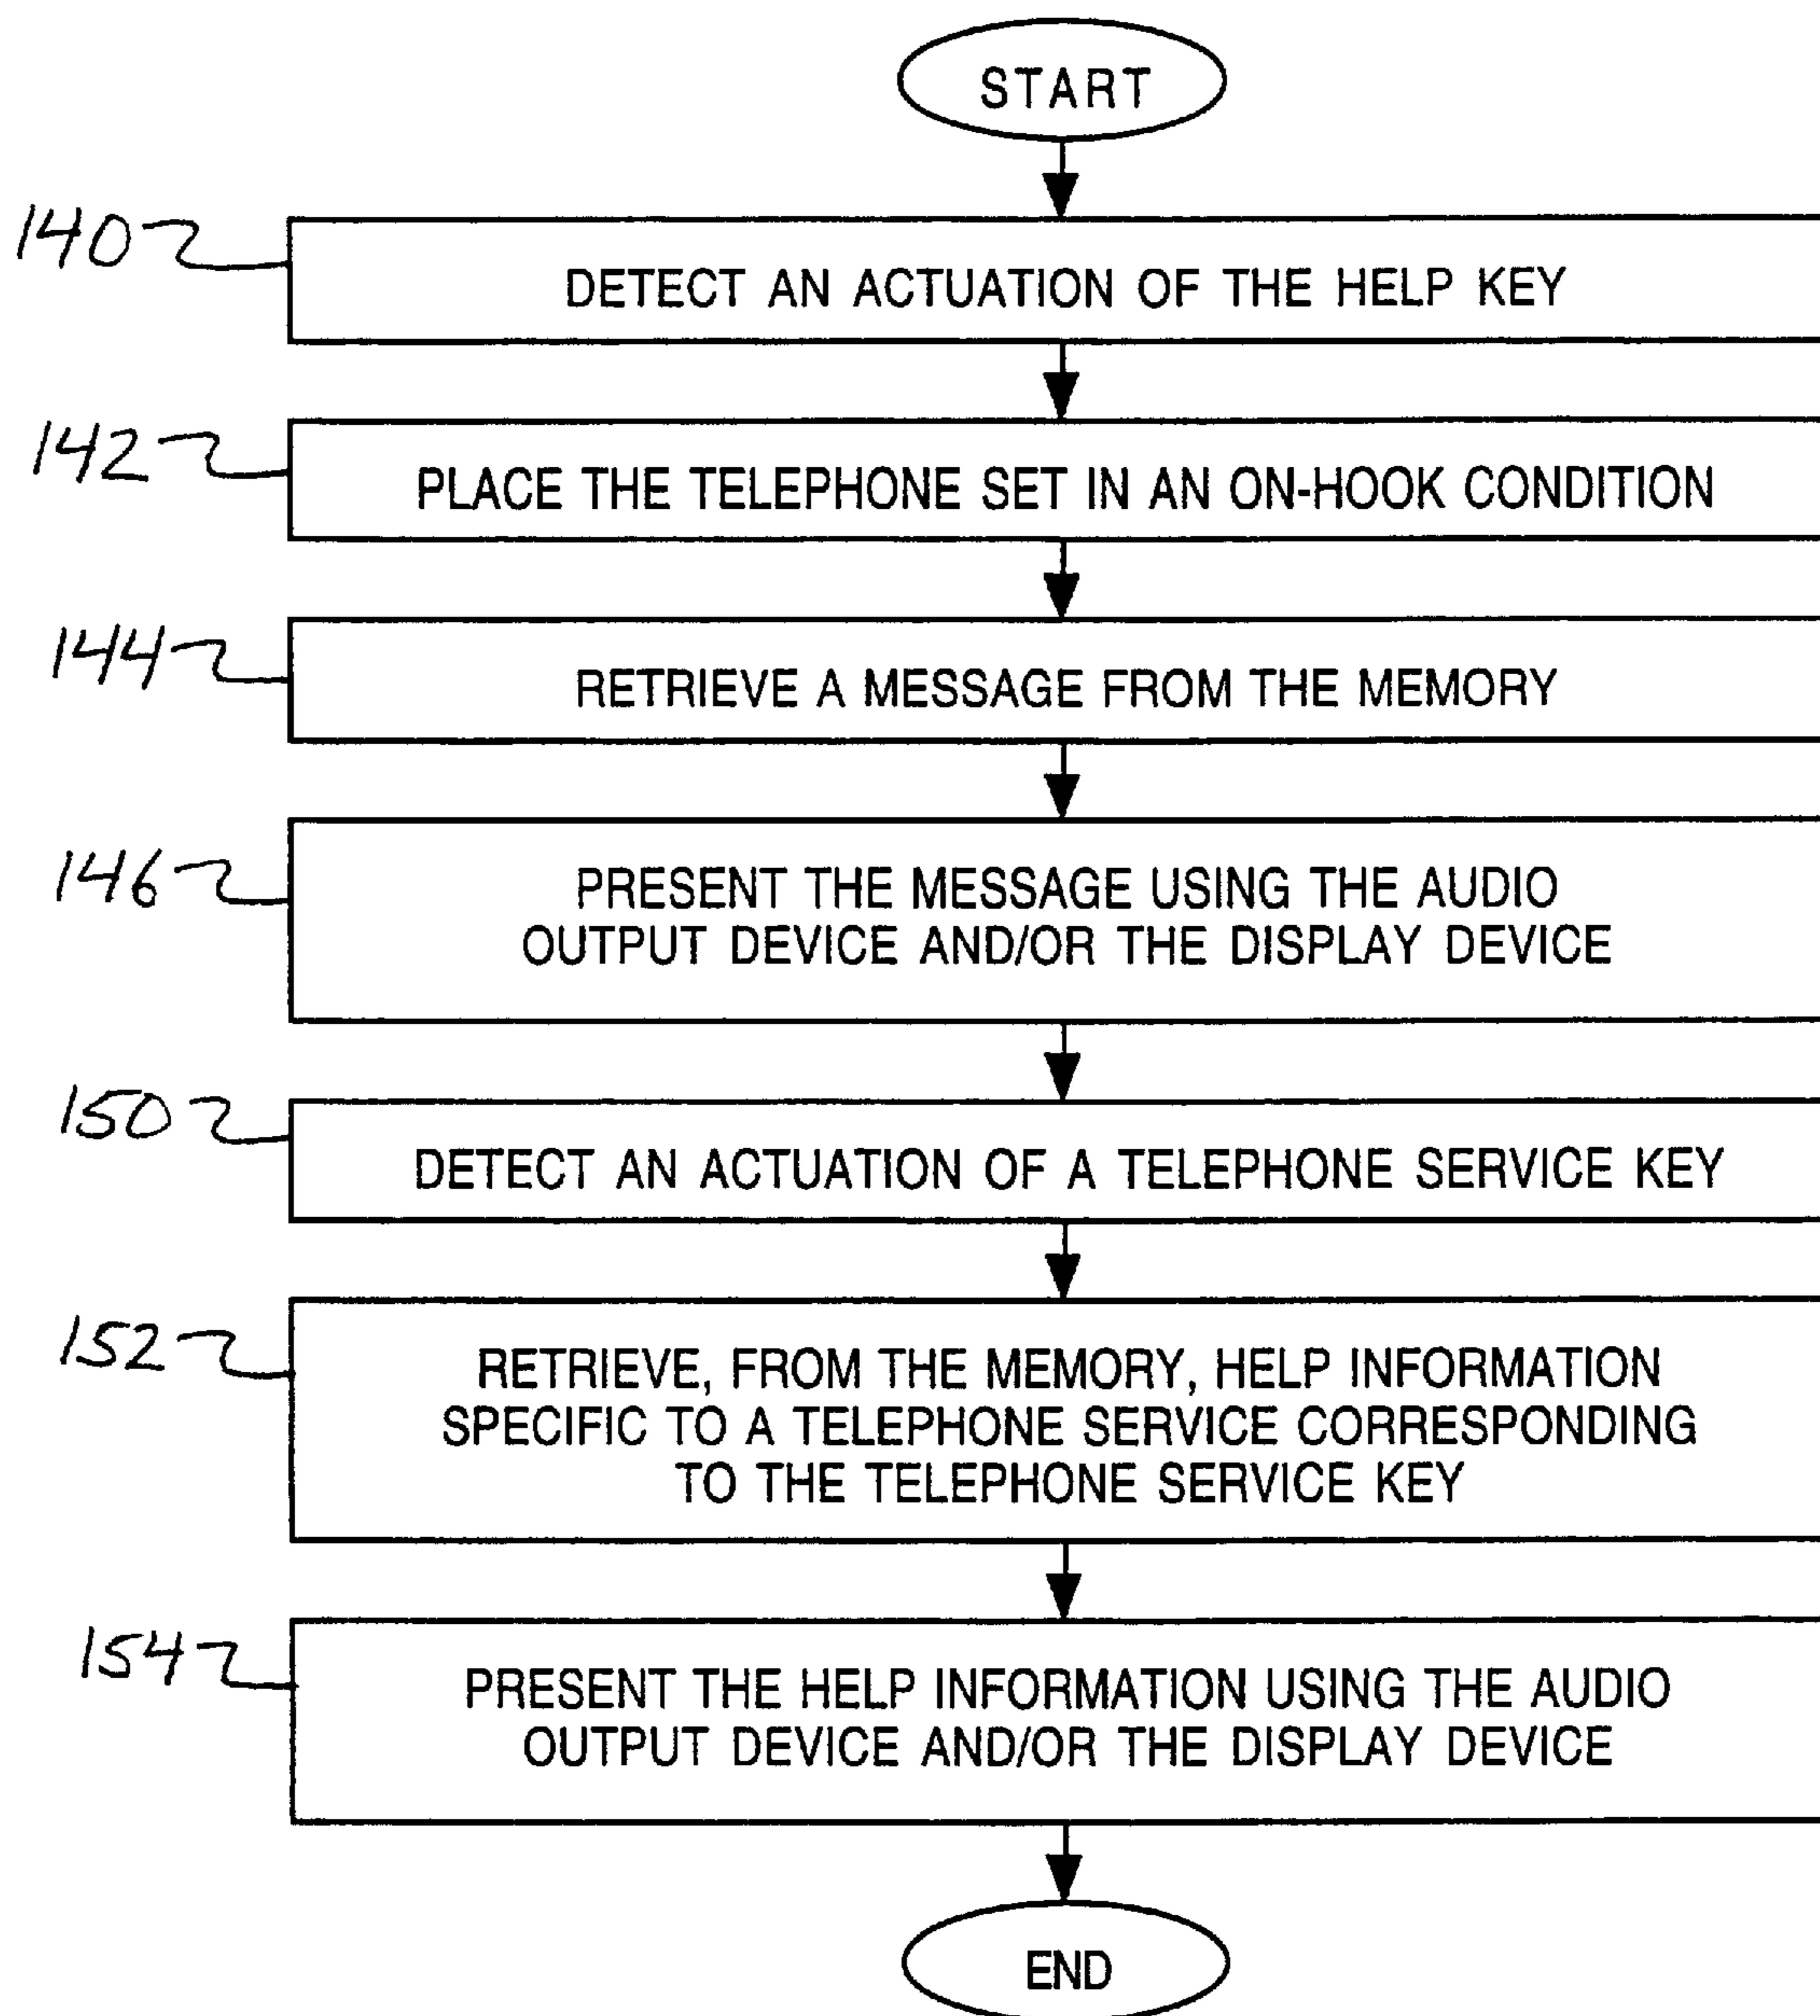 START
140
DETECT AN ACTUATION OF THE HELP KEY
142
PLACE THE TELEPHONE SET IN AN ON-HOOK CONDITION
144
RETRIEVE A MESSAGE FROM THE MEMORY
146
PRESENT THE MESSAGE USING THE AUDIO
OUTPUT DEVICE AND/OR THE DISPLAY DEVICE
150
DETECT AN ACTUATION OF A TELEPHONE SERVICE KEY
152
RETRIEVE, FROM THE MEMORY, HELP INFORMATION
SPECIFIC TO A TELEPHONE SERVICE CORRESPONDING
TO THE TELEPHONE SERVICE KEY
154
PRESENT THE HELP INFORMATION USING THE AUDIO
OUTPUT DEVICE AND/OR THE DISPLAY DEVICE
END